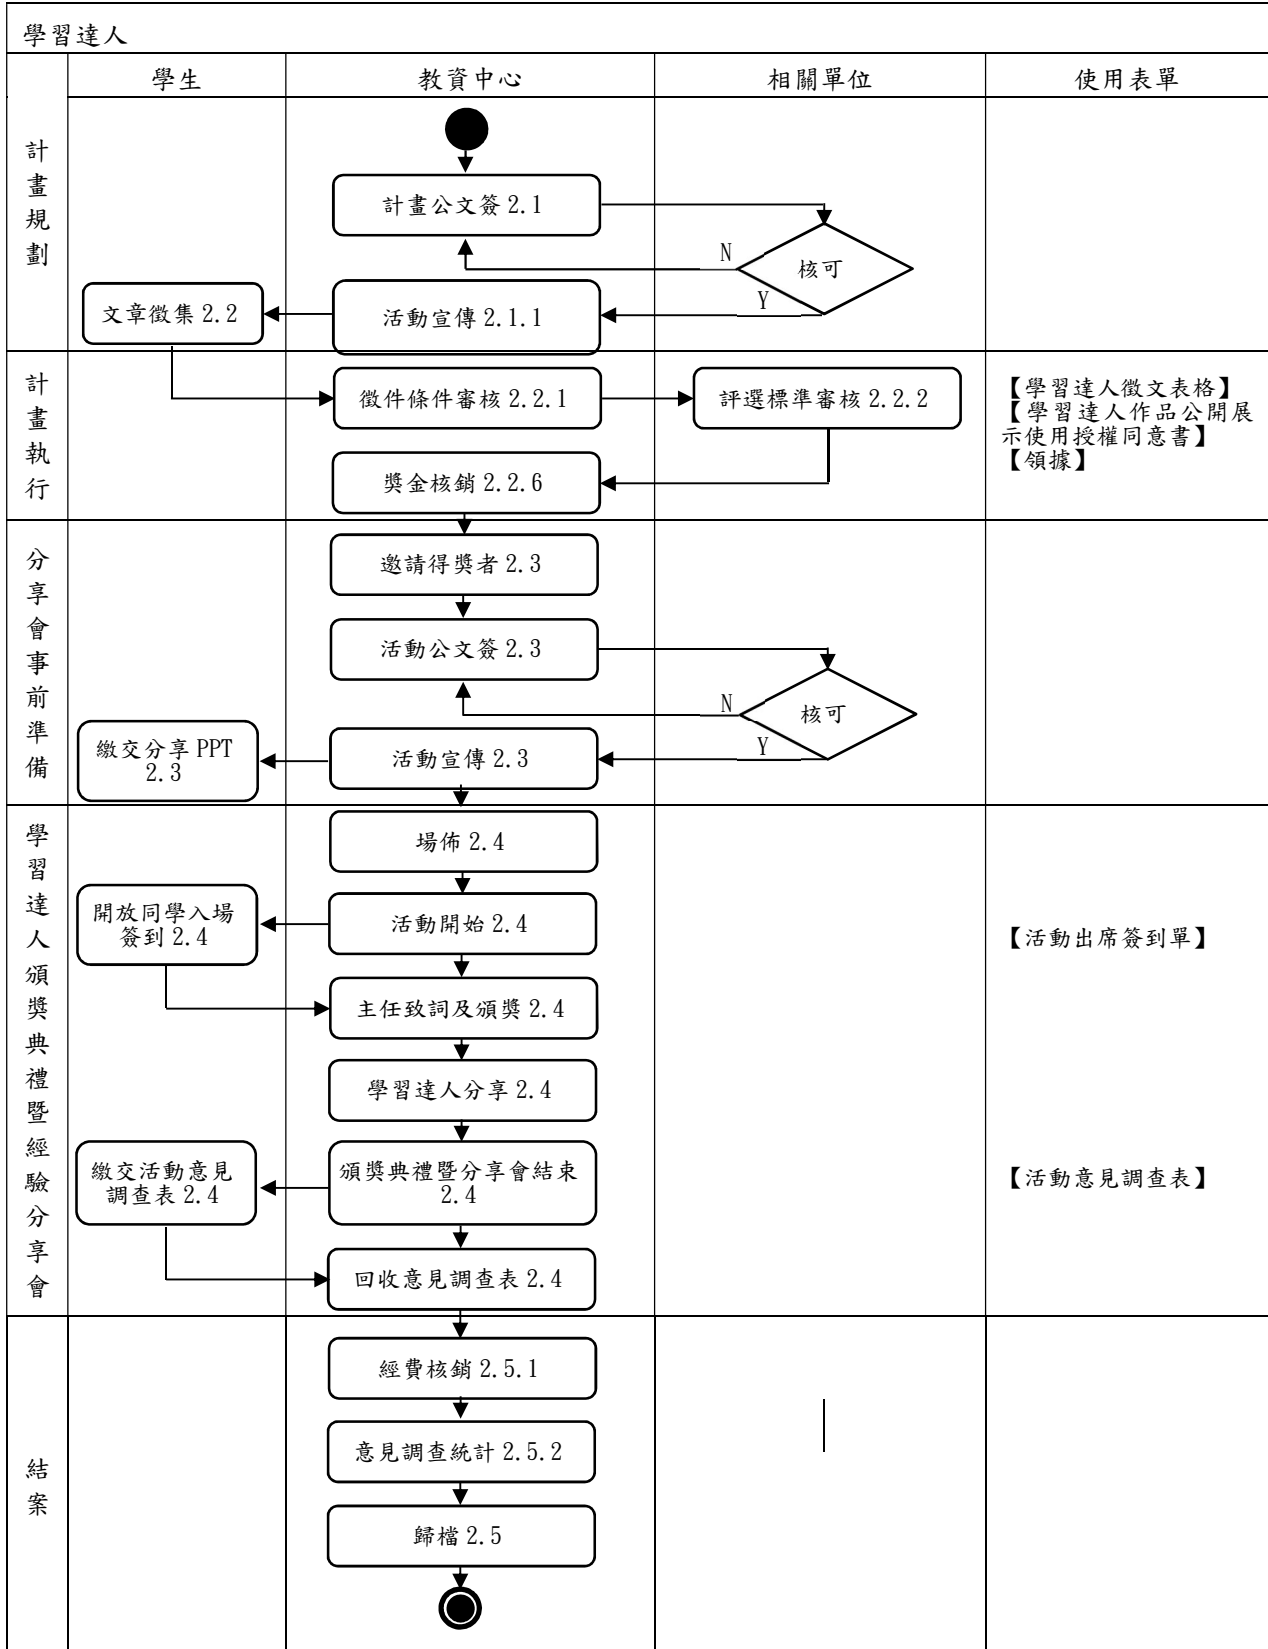 學習達人
學生
教資中心
相關單位
使用表單
計畫規劃
計畫公文簽 2.1
核可
N
Y
文章徵集 2.2
活動宣傳 2.1.1
計畫執行
徵件條件審核 2.2.1
評選標準審核 2.2.2
【學習達人徵文表格】
【學習達人作品公開展
示使用授權同意書】
【領據】
獎金核銷 2.2.6
分享會事前準備
邀請得獎者 2.3
活動公文簽 2.3
核可
N
Y
繳交分享 PPT
2.3
活動宣傳 2.3
學習達人頒獎典禮暨經驗分享會
場佈 2.4
開放同學入場
簽到 2.4
活動開始 2.4
【活動出席簽到單】
主任致詞及頒獎 2.4
學習達人分享 2.4
繳交活動意見
調查表 2.4
頒獎典禮暨分享會結束
2.4
【活動意見調查表】
回收意見調查表 2.4
結案
經費核銷 2.5.1
意見調查統計 2.5.2
歸檔 2.5